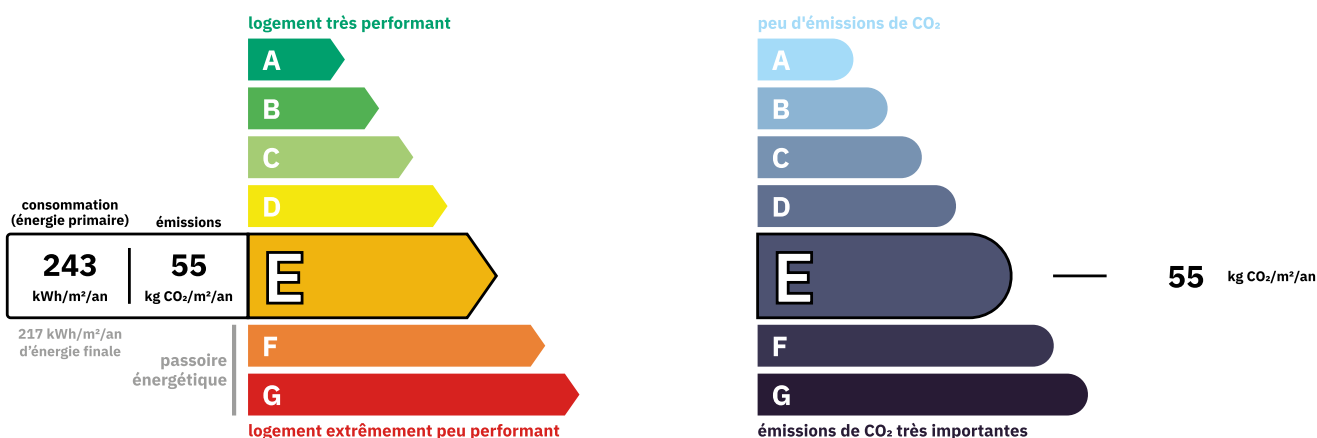 logement très performant
A
B
C
D
consommation
(énergie primaire)
émissions
243
kWh/m²/an
55
kg CO₂/m²/an
E
217 kWh/m²/an
d'énergie finale
passoire
énergétique
F
G
logement extrêmement peu performant
peu d'émissions de CO₂
A
B
C
D
E
55 kg CO₂/m²/an
F
G
émissions de CO₂ très importantes